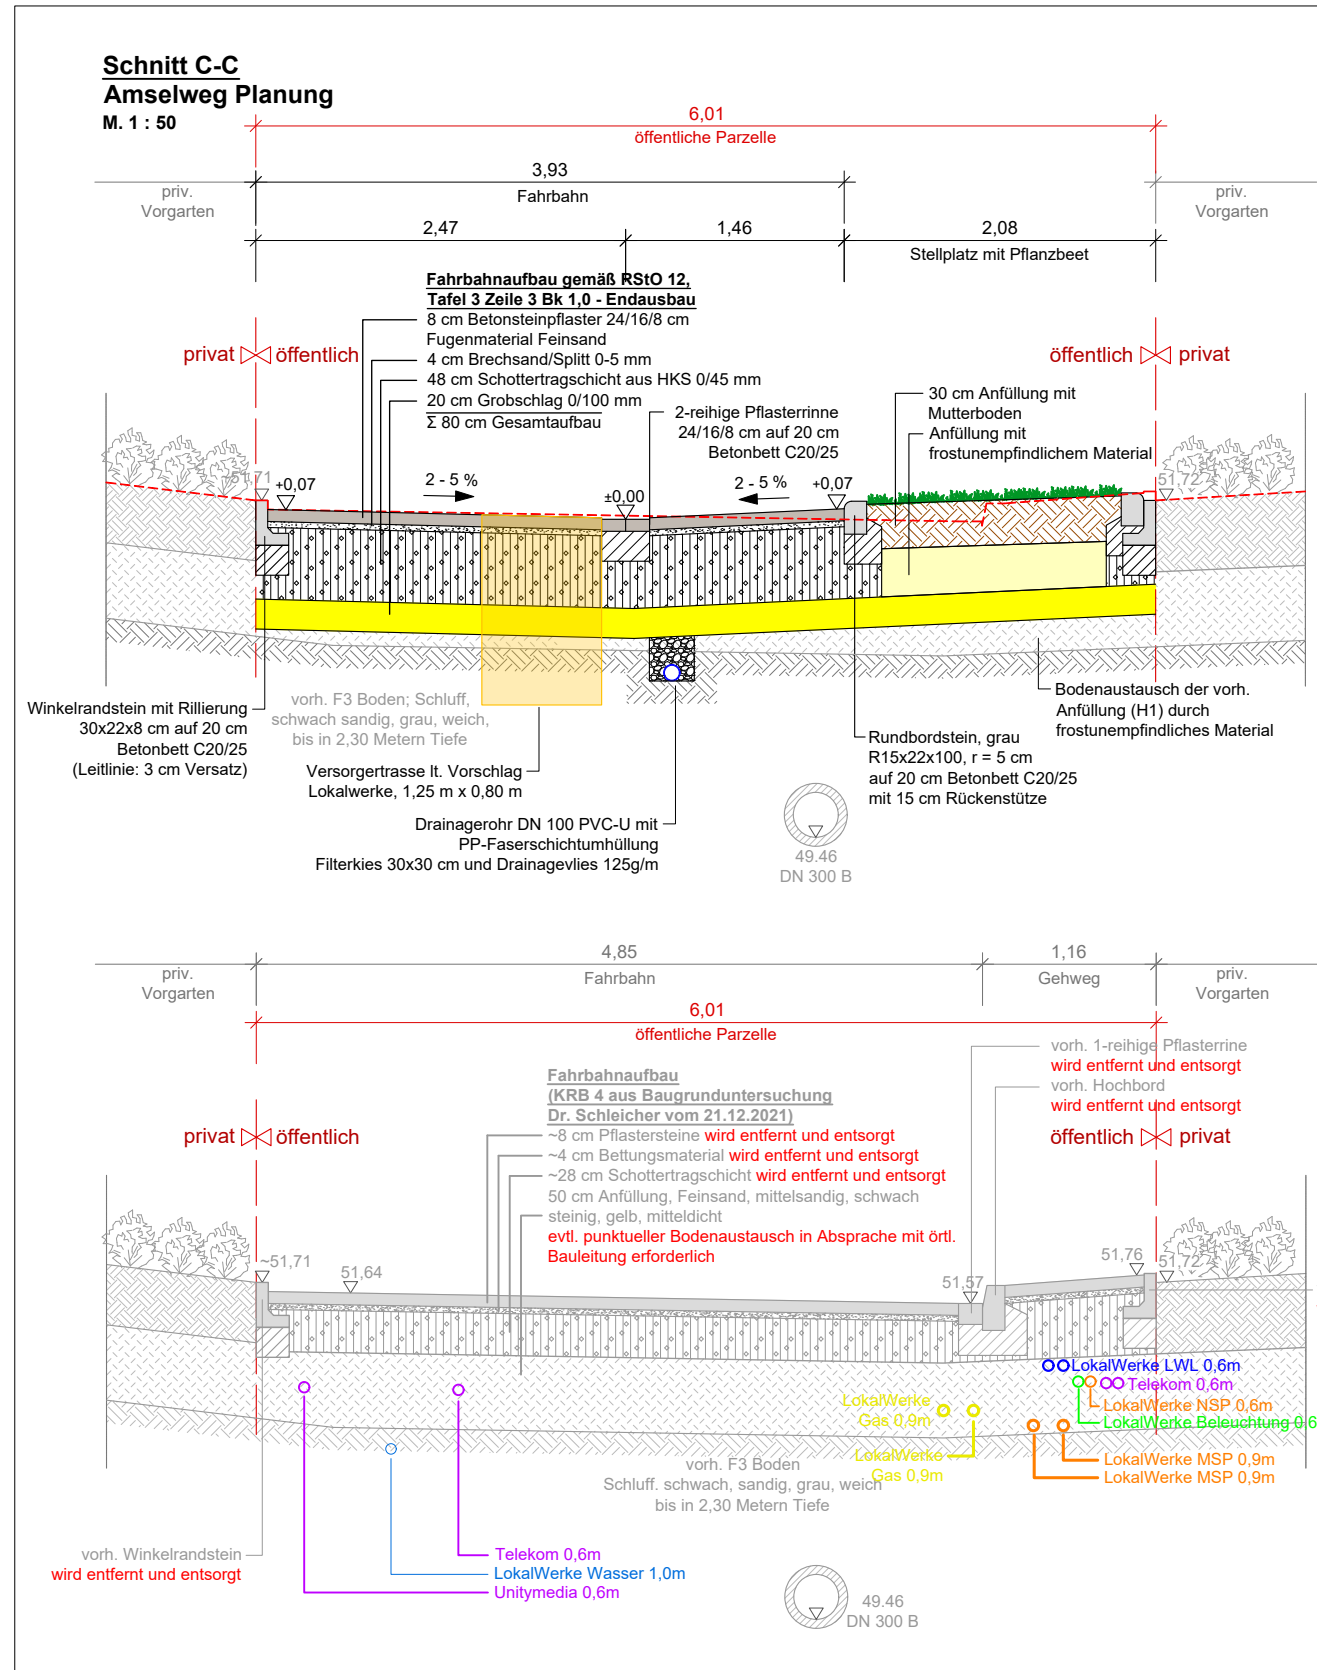 Schnitt C-C
Amselweg Planung
M. 1 : 50
6,01
öffentliche Parzelle
3,93
Fahrbahn
priv.
Vorgarten
priv.
Vorgarten
2,47
1,46
2,08
Stellplatz mit Pflanzbeet
Fahrbahnaufbau gemäß RStO 12,
Tafel 3 Zeile 3 Bk 1,0 - Endausbau
8 cm Betonsteinpflaster 24/16/8 cm
Fugenmaterial Feinsand
4 cm Brechsand/Splitt 0-5 mm
48 cm Schottertragschicht aus HKS 0/45 mm
20 cm Grobschlag 0/100 mm
Σ 80 cm Gesamtaufbau
privat öffentlich
öffentlich privat
2-reihige Pflasterrinne
24/16/8 cm auf 20 cm
Betonbett C20/25
30 cm Anfüllung mit
Mutterboden
Anfüllung mit
frostunempfindlichem Material
51,71
+0,07
2 - 5 %
±0,00
2 - 5 %
+0,07
51,72
vorh. F3 Boden; Schluff,
schwach sandig, grau, weich,
bis in 2,30 Metern Tiefe
Winkelrandstein mit Rillierung
30x22x8 cm auf 20 cm
Betonbett C20/25
(Leitlinie: 3 cm Versatz)
Versorgertrasse lt. Vorschlag
Lokalwerke, 1,25 m x 0,80 m
Drainagerohr DN 100 PVC-U mit
PP-Faserschichtumhüllung
Filterkies 30x30 cm und Drainagevlies 125g/m
Bodenaustausch der vorh.
Anfüllung (H1) durch
frostunempfindliches Material
Rundbordstein, grau
R15x22x100, r = 5 cm
auf 20 cm Betonbett C20/25
mit 15 cm Rückenstütze
49.46
DN 300 B
4,85
Fahrbahn
1,16
Gehweg
priv.
Vorgarten
priv.
Vorgarten
6,01
öffentliche Parzelle
vorh. 1-reihige Pflasterrine
wird entfernt und entsorgt
vorh. Hochbord
wird entfernt und entsorgt
Fahrbahnaufbau
(KRB 4 aus Baugrunduntersuchung
Dr. Schleicher vom 21.12.2021)
~8 cm Pflastersteine wird entfernt und entsorgt
~4 cm Bettungsmaterial wird entfernt und entsorgt
~28 cm Schottertragschicht wird entfernt und entsorgt
50 cm Anfüllung, Feinsand, mittelsandig, schwach
steinig, gelb, mitteldicht
evtl. punktueller Bodenaustausch in Absprache mit örtl.
Bauleitung erforderlich
privat öffentlich
öffentlich privat
~51,71
51,64
51,57
51,76
51,72
LokalWerke LWL 0,6m
Telekom 0,6m
LokalWerke NSP 0,6m
LokalWerke Beleuchtung 0,6
LokalWerke
Gas 0,9m
LokalWerke
Gas 0,9m
LokalWerke MSP 0,9m
LokalWerke MSP 0,9m
vorh. F3 Boden
Schluff. schwach, sandig, grau, weich
bis in 2,30 Metern Tiefe
vorh. Winkelrandstein
wird entfernt und entsorgt
Telekom 0,6m
LokalWerke Wasser 1,0m
Unitymedia 0,6m
49.46
DN 300 B